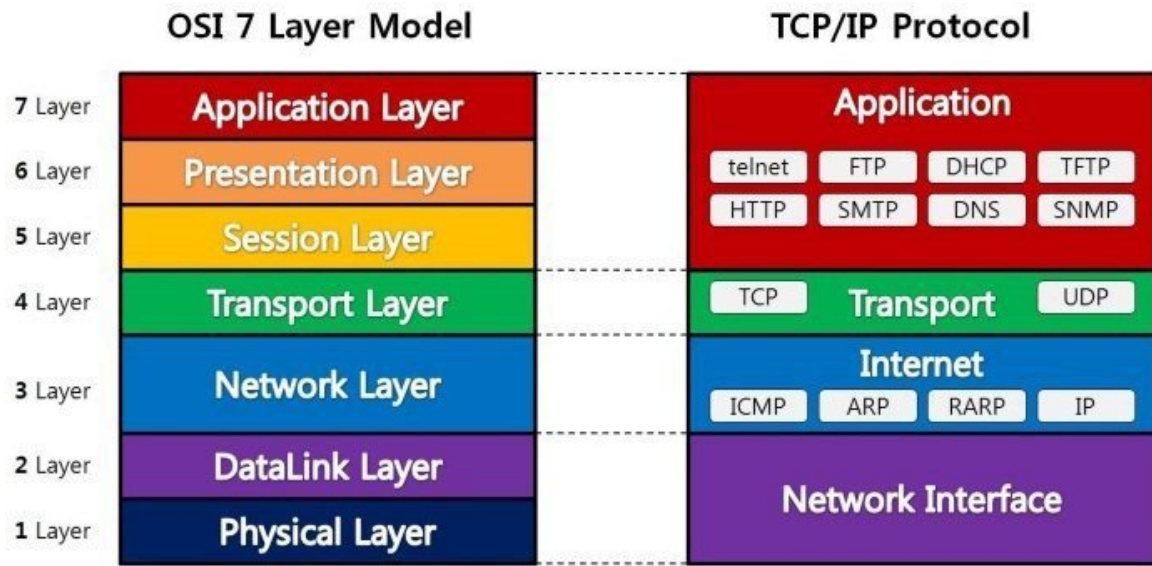 OSI 7 Layer Model
TCP/IP Protocol
7 Layer
Application Layer
Application
6 Layer
Presentation Layer
telnet FTP DHCP TFTP
HTTP SMTP DNS SNMP
5 Layer
Session Layer
4 Layer
Transport Layer
TCP Transport UDP
3 Layer
Network Layer
Internet
ICMP ARP RARP IP
2 Layer
DataLink Layer
Network Interface
1 Layer
Physical Layer